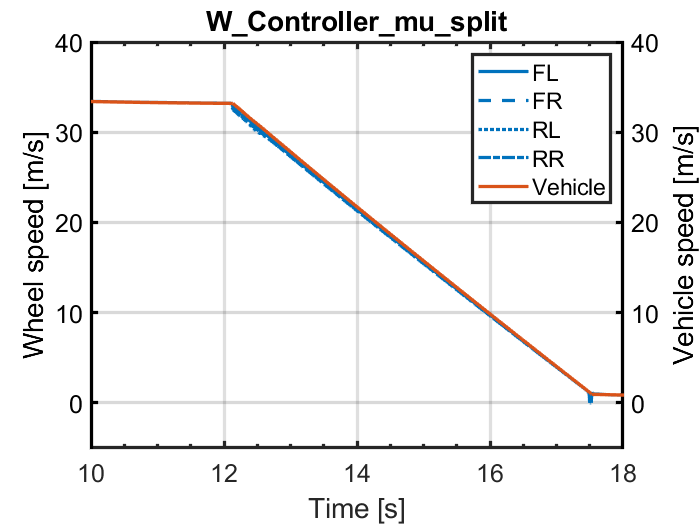 W_Controller_mu_split
40
30
20
10
0
Wheel speed [m/s]
FL
FR
RL
RR
Vehicle
40
30
20
10
0
Vehicle speed [m/s]
10 12 14 16 18
Time [s]